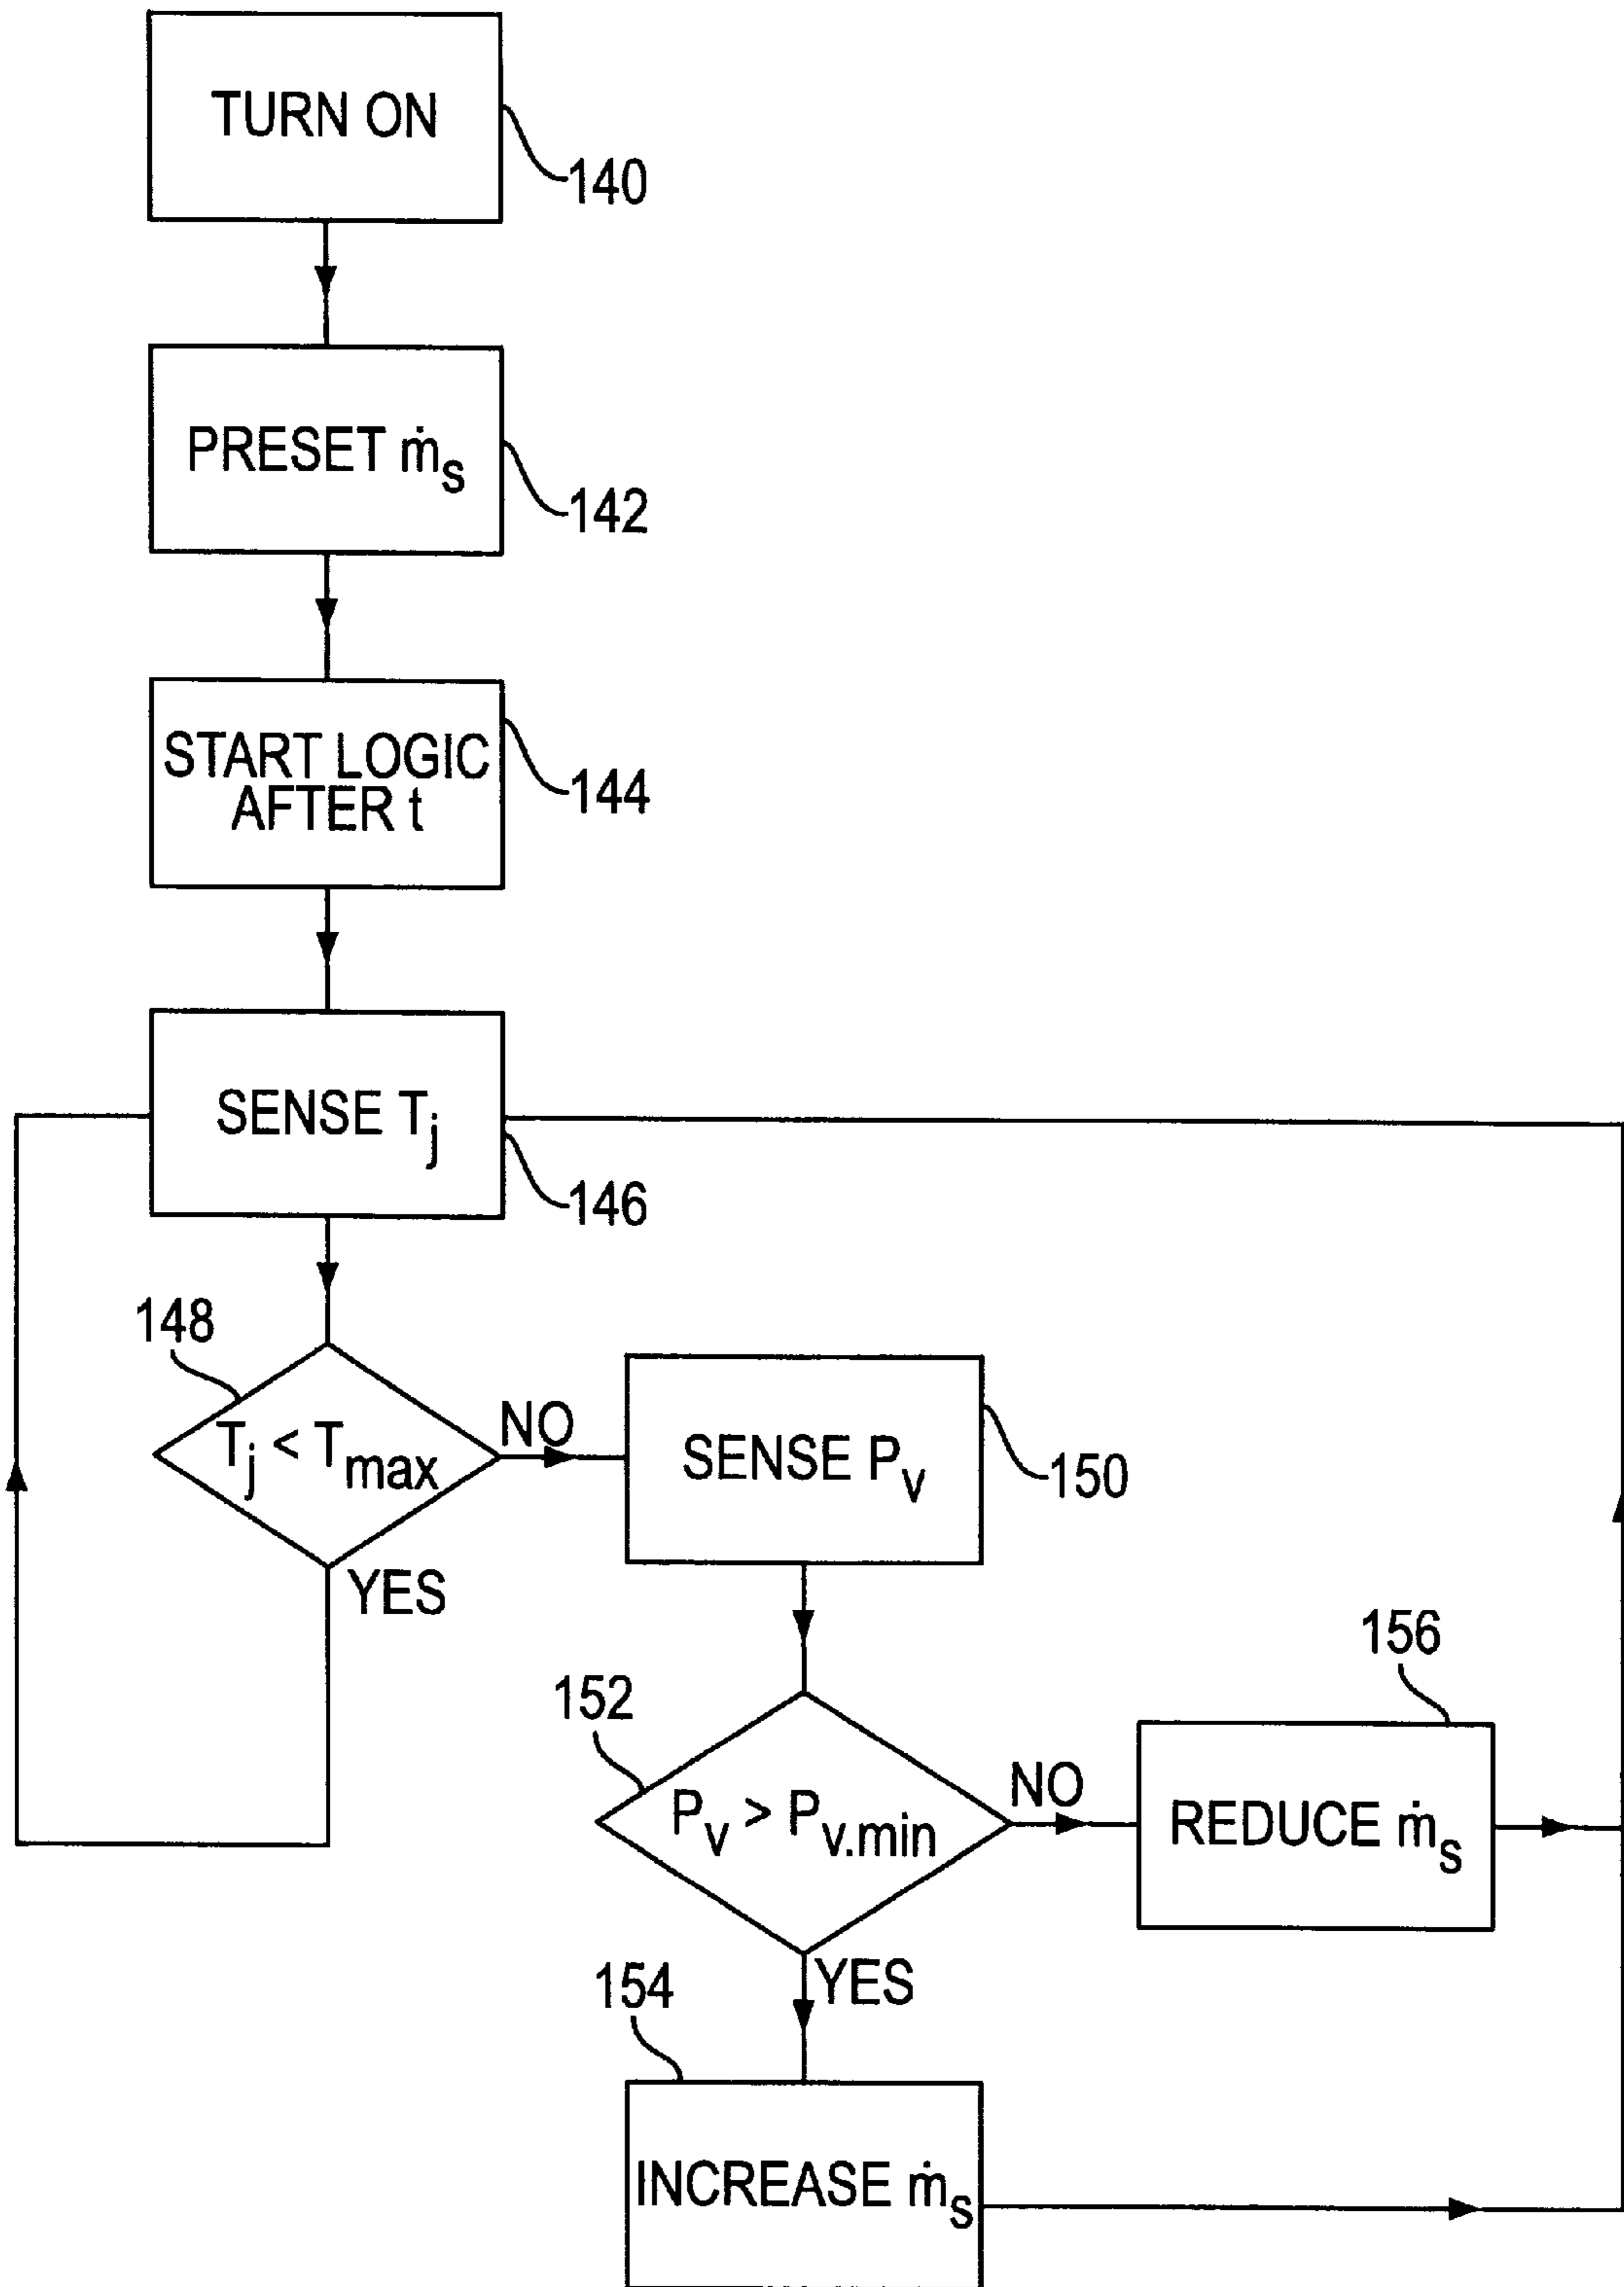 TURN ON
140
PRESET ṁs
142
START LOGIC
AFTER t
144
SENSE Tj
146
148
Tj < Tmax
NO
YES
SENSE Pv
150
152
Pv > Pv.min
NO
YES
156
REDUCE ṁs
154
INCREASE ṁs